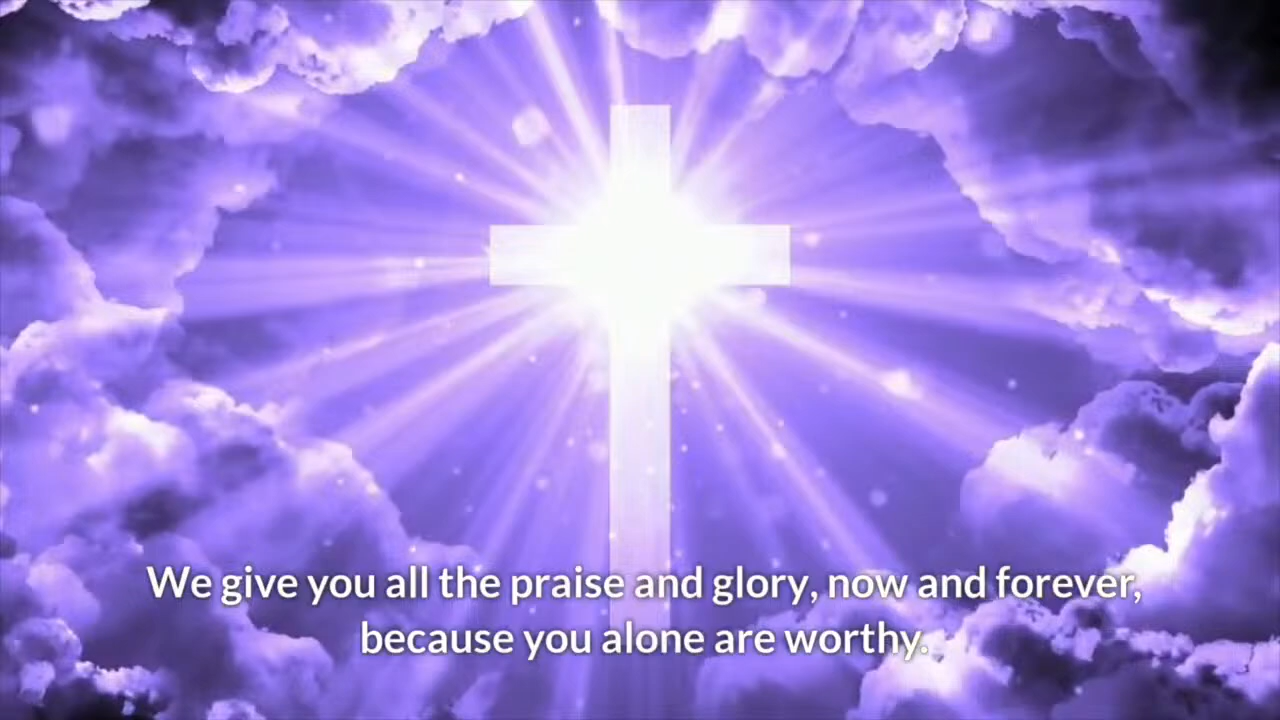 We give you all the praise and glory, now and forever,
because you alone are worthy.